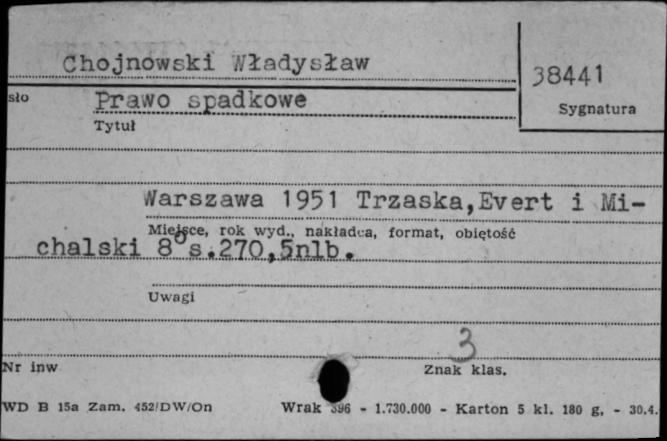 Chojnowski Władysław
38441
sło Prawo spadkowe
Sygnatura
Tytuł
Warszawa 1951 Trzaska,Evert i Mi-
Miejsce, rok wyd., nakładca, format, objętość
chalski 8° s.270,5nlb.
Uwagi
3
Nr inw Znak klas.
WD B 15a Zam. 452/DW/On Wrak 396 - 1.730.000 - Karton 5 kl. 180 g. - 30.4.